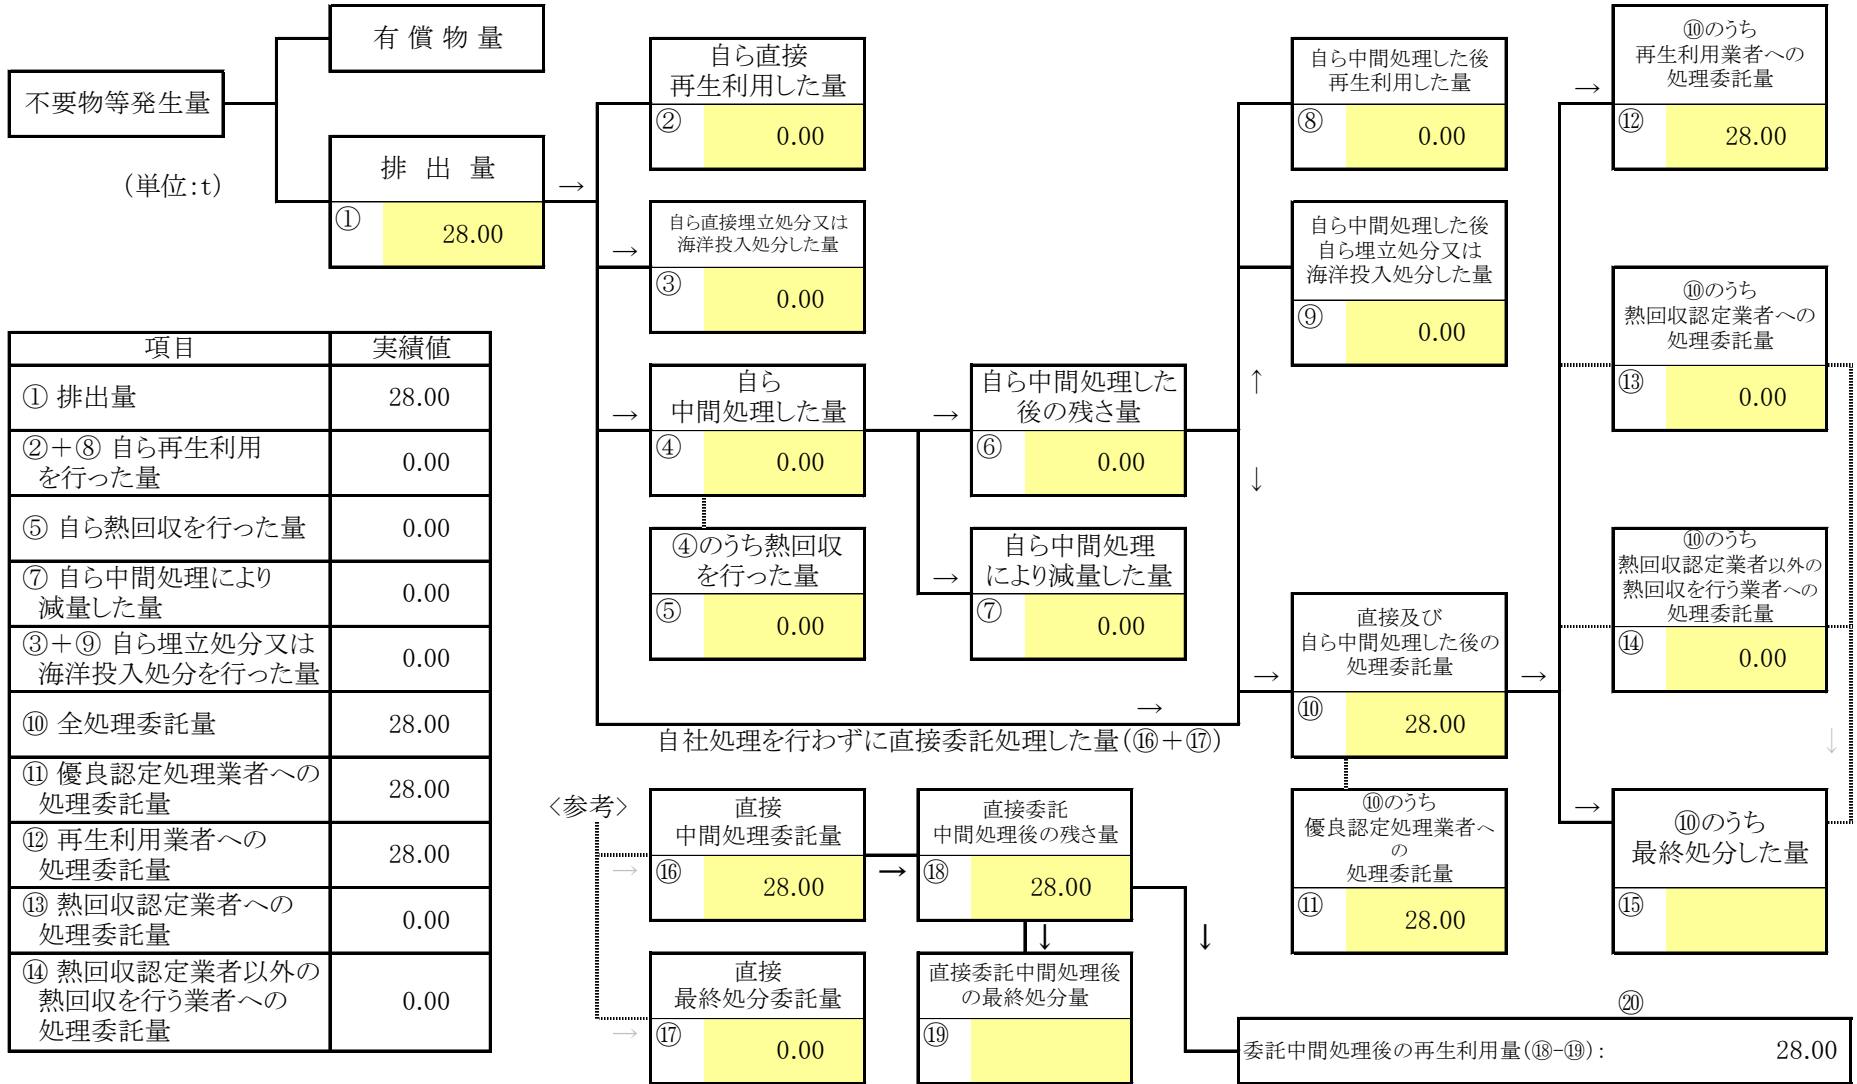 有 償 物 量
不要物等発生量
(単位:t)
排 出 量
→
① 28.00
自ら直接
再生利用した量
② 0.00
→
自ら直接埋立処分又は
海洋投入処分した量
③ 0.00
→
自ら
中間処理した量
④ 0.00
④のうち熱回収
を行った量
⑤ 0.00
→
自ら中間処理した
後の残さ量
⑥ 0.00
→
自ら中間処理
により減量した量
⑦ 0.00
自ら中間処理した後
再生利用した量
⑧ 0.00
自ら中間処理した後
自ら埋立処分又は
海洋投入処分した量
⑨ 0.00
↑
↓
→
自社処理を行わずに直接委託処理した量(⑯+⑰)
→
直接及び
自ら中間処理した後の
処理委託量
⑩ 28.00
→
⑩のうち
優良認定処理業者へ
の
処理委託量
⑪ 28.00
→
⑩のうち
再生利用業者への
処理委託量
⑫ 28.00
⑩のうち
熱回収認定業者への
処理委託量
⑬ 0.00
⑩のうち
熱回収認定業者以外の
熱回収を行う業者への
処理委託量
⑭ 0.00
↓
→
⑩のうち
最終処分した量
⑮
項目 実績値
① 排出量 28.00
②+⑧ 自ら再生利用
を行った量 0.00
⑤ 自ら熱回収を行った量 0.00
⑦ 自ら中間処理により
減量した量 0.00
③+⑨ 自ら埋立処分又は
海洋投入処分を行った量 0.00
⑩ 全処理委託量 28.00
⑪ 優良認定処理業者への
処理委託量 28.00
⑫ 再生利用業者への
処理委託量 28.00
⑬ 熱回収認定業者への
処理委託量 0.00
⑭ 熱回収認定業者以外の
熱回収を行う業者への
処理委託量 0.00
〈参考〉
→
直接
中間処理委託量
⑯ 28.00
→
直接委託
中間処理後の残さ量
⑱ 28.00
↓
↓
→
直接
最終処分委託量
⑰ 0.00
直接委託中間処理後
の最終処分量
⑲
⑳
委託中間処理後の再生利用量(⑱-⑲): 28.00